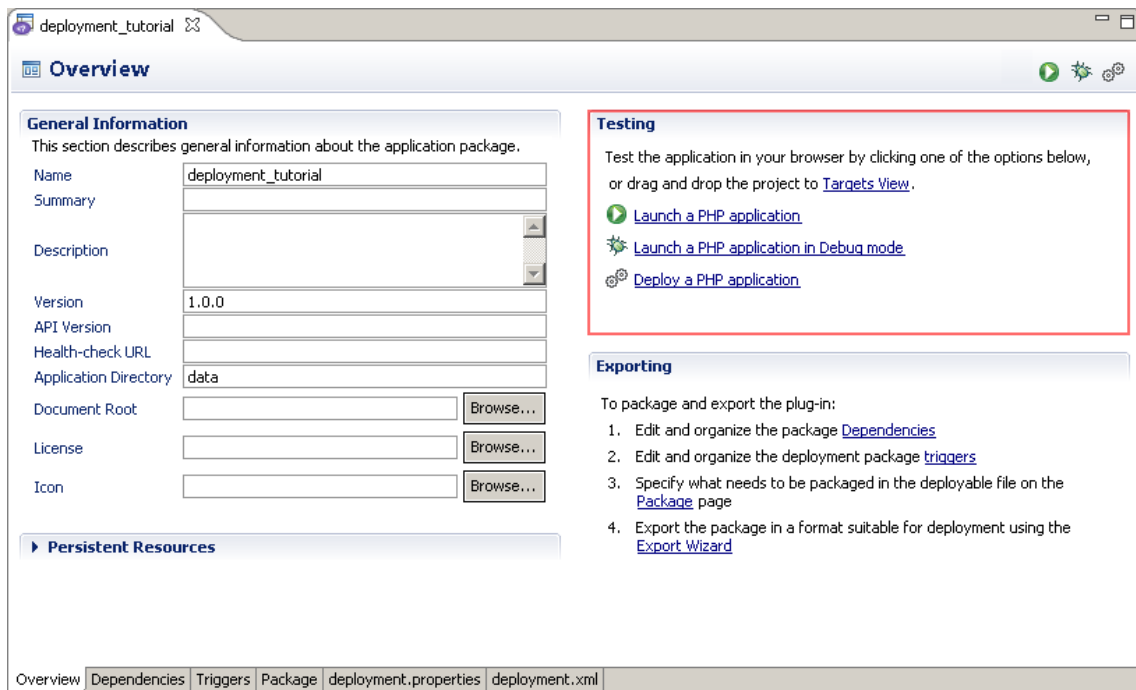 deployment_tutorial
Overview
General Information
This section describes general information about the application package.
Name deployment_tutorial
Summary
Description
Version 1.0.0
API Version
Health-check URL
Application Directory data
Document Root Browse...
License Browse...
Icon Browse...
Persistent Resources
Testing
Test the application in your browser by clicking one of the options below,
or drag and drop the project to Targets View.
Launch a PHP application
Launch a PHP application in Debug mode
Deploy a PHP application
Exporting
To package and export the plug-in:
1. Edit and organize the package Dependencies
2. Edit and organize the deployment package triggers
3. Specify what needs to be packaged in the deployable file on the
Package page
4. Export the package in a format suitable for deployment using the
Export Wizard
Overview Dependencies Triggers Package deployment.properties deployment.xml